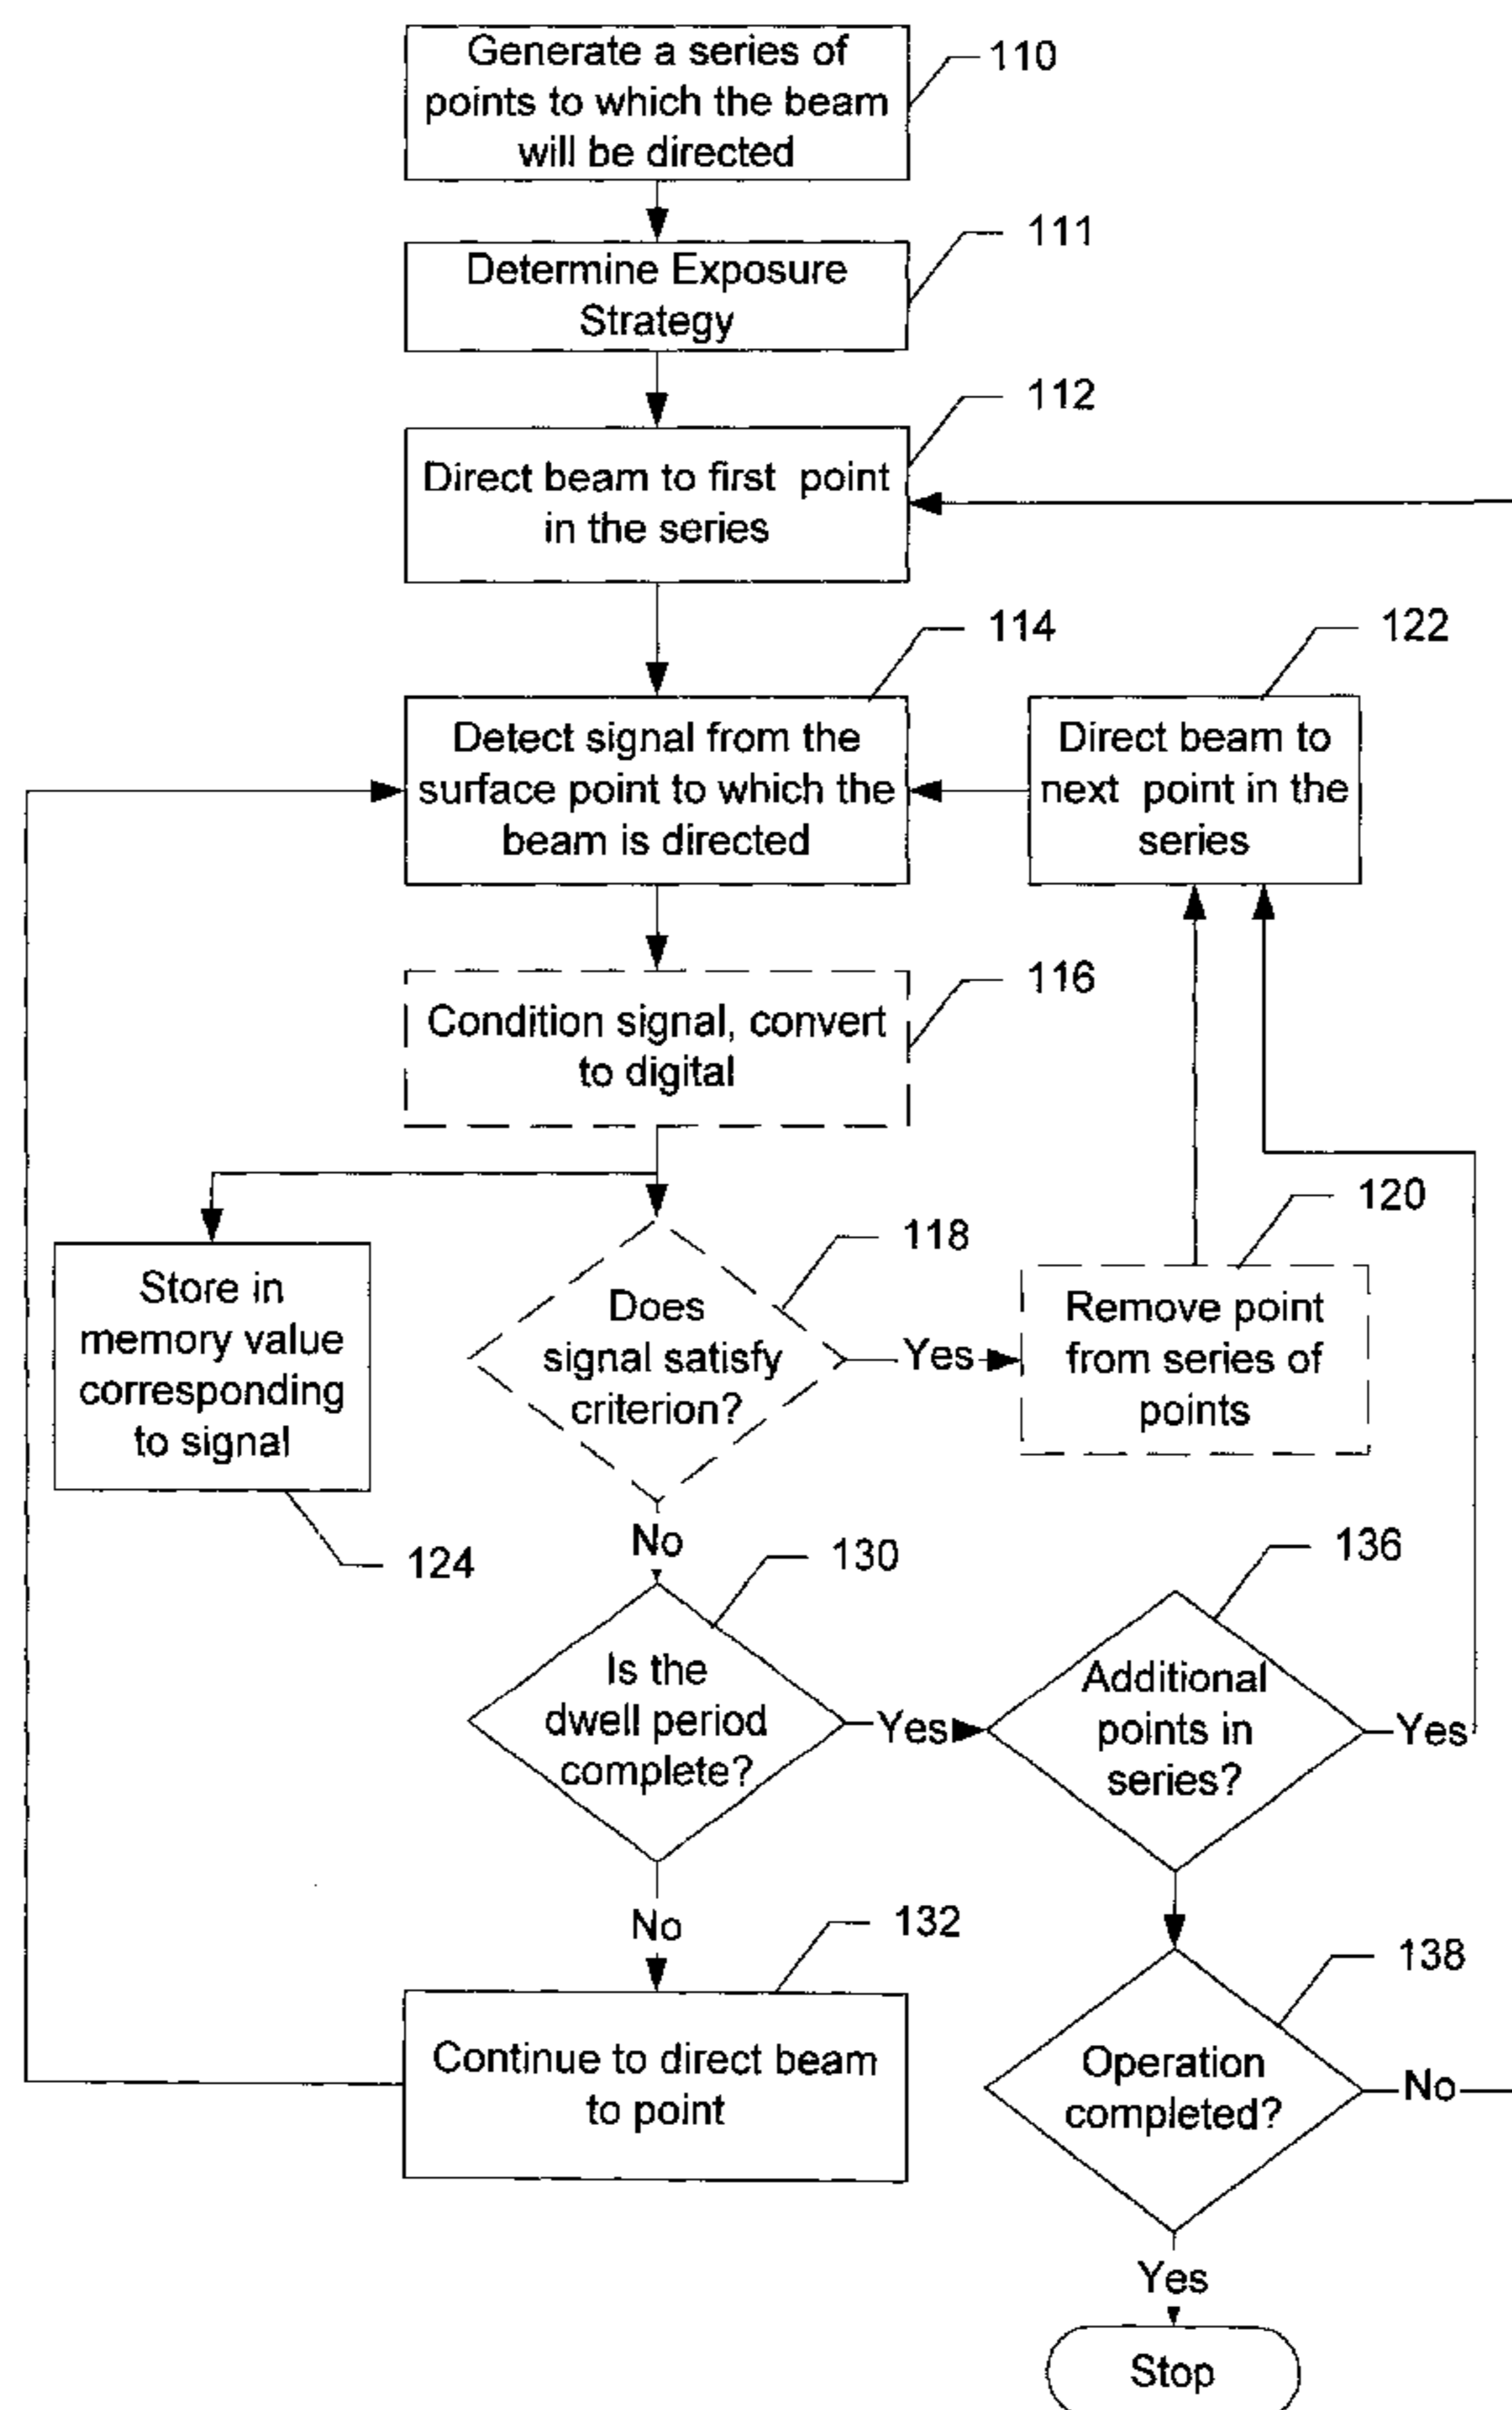 Generate a series of
points to which the beam
will be directed
110
Determine Exposure
Strategy
111
Direct beam to first point
in the series
112
Detect signal from the
surface point to which the
beam is directed
114
Direct beam to
next point in the
series
122
Condition signal, convert
to digital
116
Store in
memory value
corresponding
to signal
124
Does
signal satisfy
criterion?
118
Yes
Remove point
from series of
points
120
No
Is the
dwell period
complete?
130
Yes
Additional
points in
series?
136
Yes
No
Continue to direct beam
to point
132
Operation
completed?
138
No
Yes
Stop